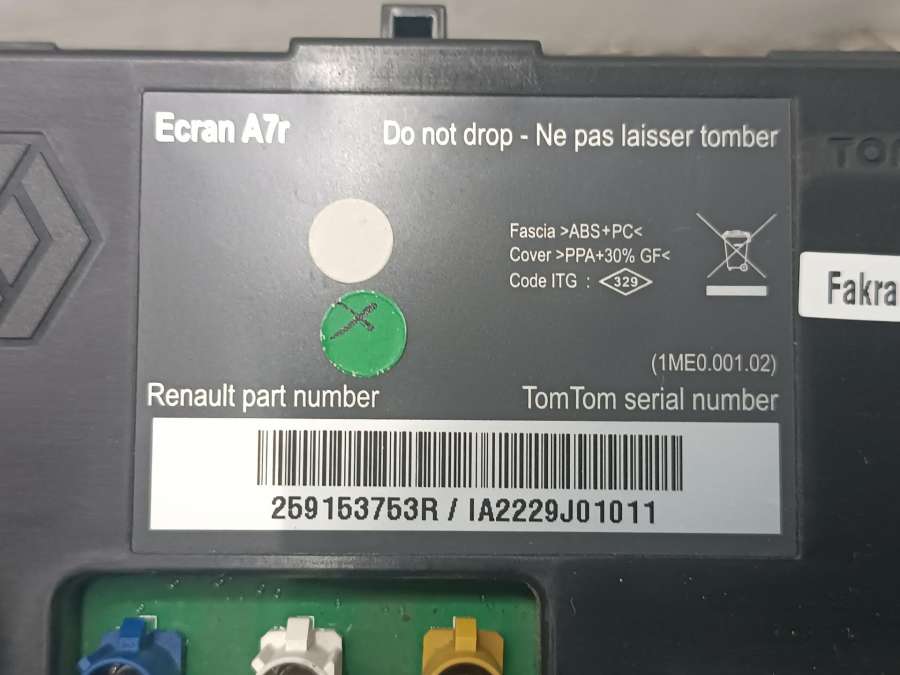 Ecran A7r
Do not drop - Ne pas laisser tomber
Fascia >ABS+PC<
Cover >PPA+30% GF<
Code ITG : 329
Fakra
(1ME0.001.02)
Renault part number
TomTom serial number
259153753R / IA2229J01011